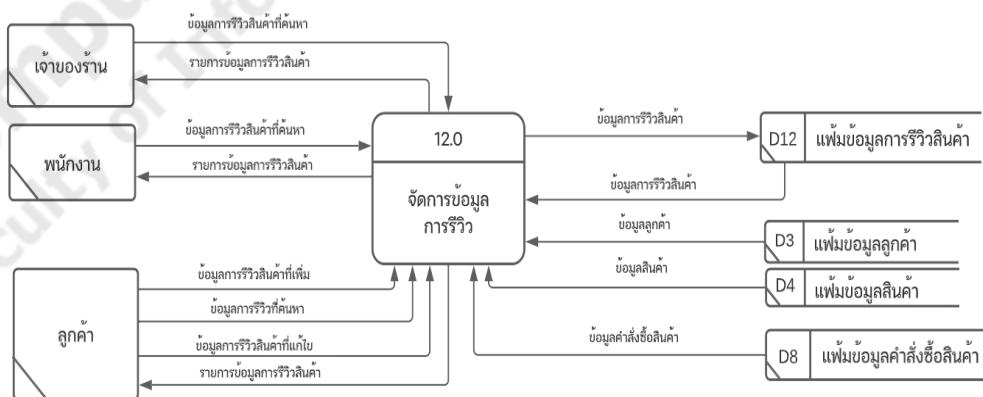 ข้อมูลการรีวิวสินค้าที่ค้นหา
เจ้าของร้าน
รายการข้อมูลการรีวิวสินค้า
ข้อมูลการรีวิวสินค้าที่ค้นหา
พนักงาน
รายการข้อมูลการรีวิวสินค้า
12.0
จัดการข้อมูล
การรีวิว
ข้อมูลการรีวิวสินค้า
D12 แฟ้มข้อมูลการรีวิวสินค้า
ข้อมูลการรีวิวสินค้า
ข้อมูลลูกค้า
D3 แฟ้มข้อมูลลูกค้า
ข้อมูลสินค้า
D4 แฟ้มข้อมูลสินค้า
ข้อมูลการรีวิวสินค้าที่เพิ่ม
ข้อมูลการรีวิวที่ค้นหา
ลูกค้า
ข้อมูลการรีวิวสินค้าที่แก้ไข
รายการข้อมูลการรีวิวสินค้า
ข้อมูลคำสั่งซื้อสินค้า
D8 แฟ้มข้อมูลคำสั่งซื้อสินค้า